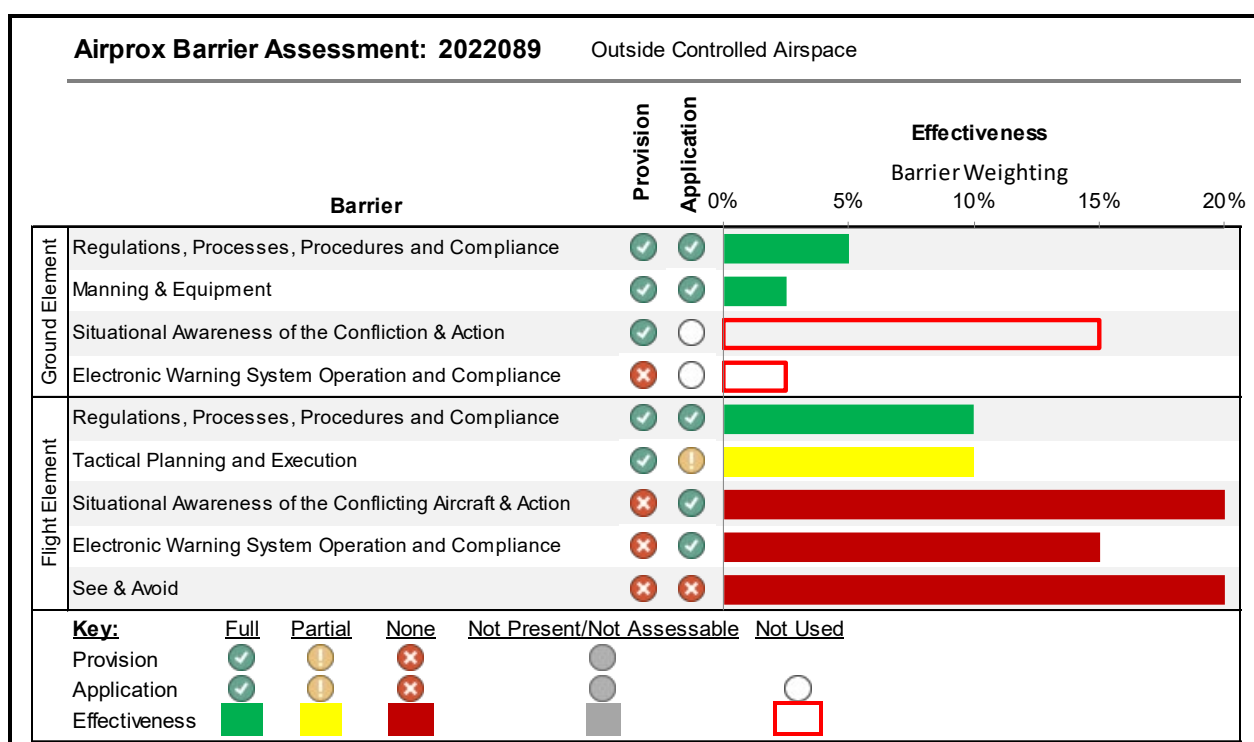 Airprox Barrier Assessment: 2022089 Outside Controlled Airspace
Barrier Provision Application Effectiveness
Barrier Weighting
0% 5% 10% 15% 20%
Ground Element
Regulations, Processes, Procedures and Compliance
Manning & Equipment
Situational Awareness of the Confliction & Action
Electronic Warning System Operation and Compliance
Flight Element
Regulations, Processes, Procedures and Compliance
Tactical Planning and Execution
Situational Awareness of the Conflicting Aircraft & Action
Electronic Warning System Operation and Compliance
See & Avoid
Key: Full Partial None Not Present/Not Assessable Not Used
Provision
Application
Effectiveness